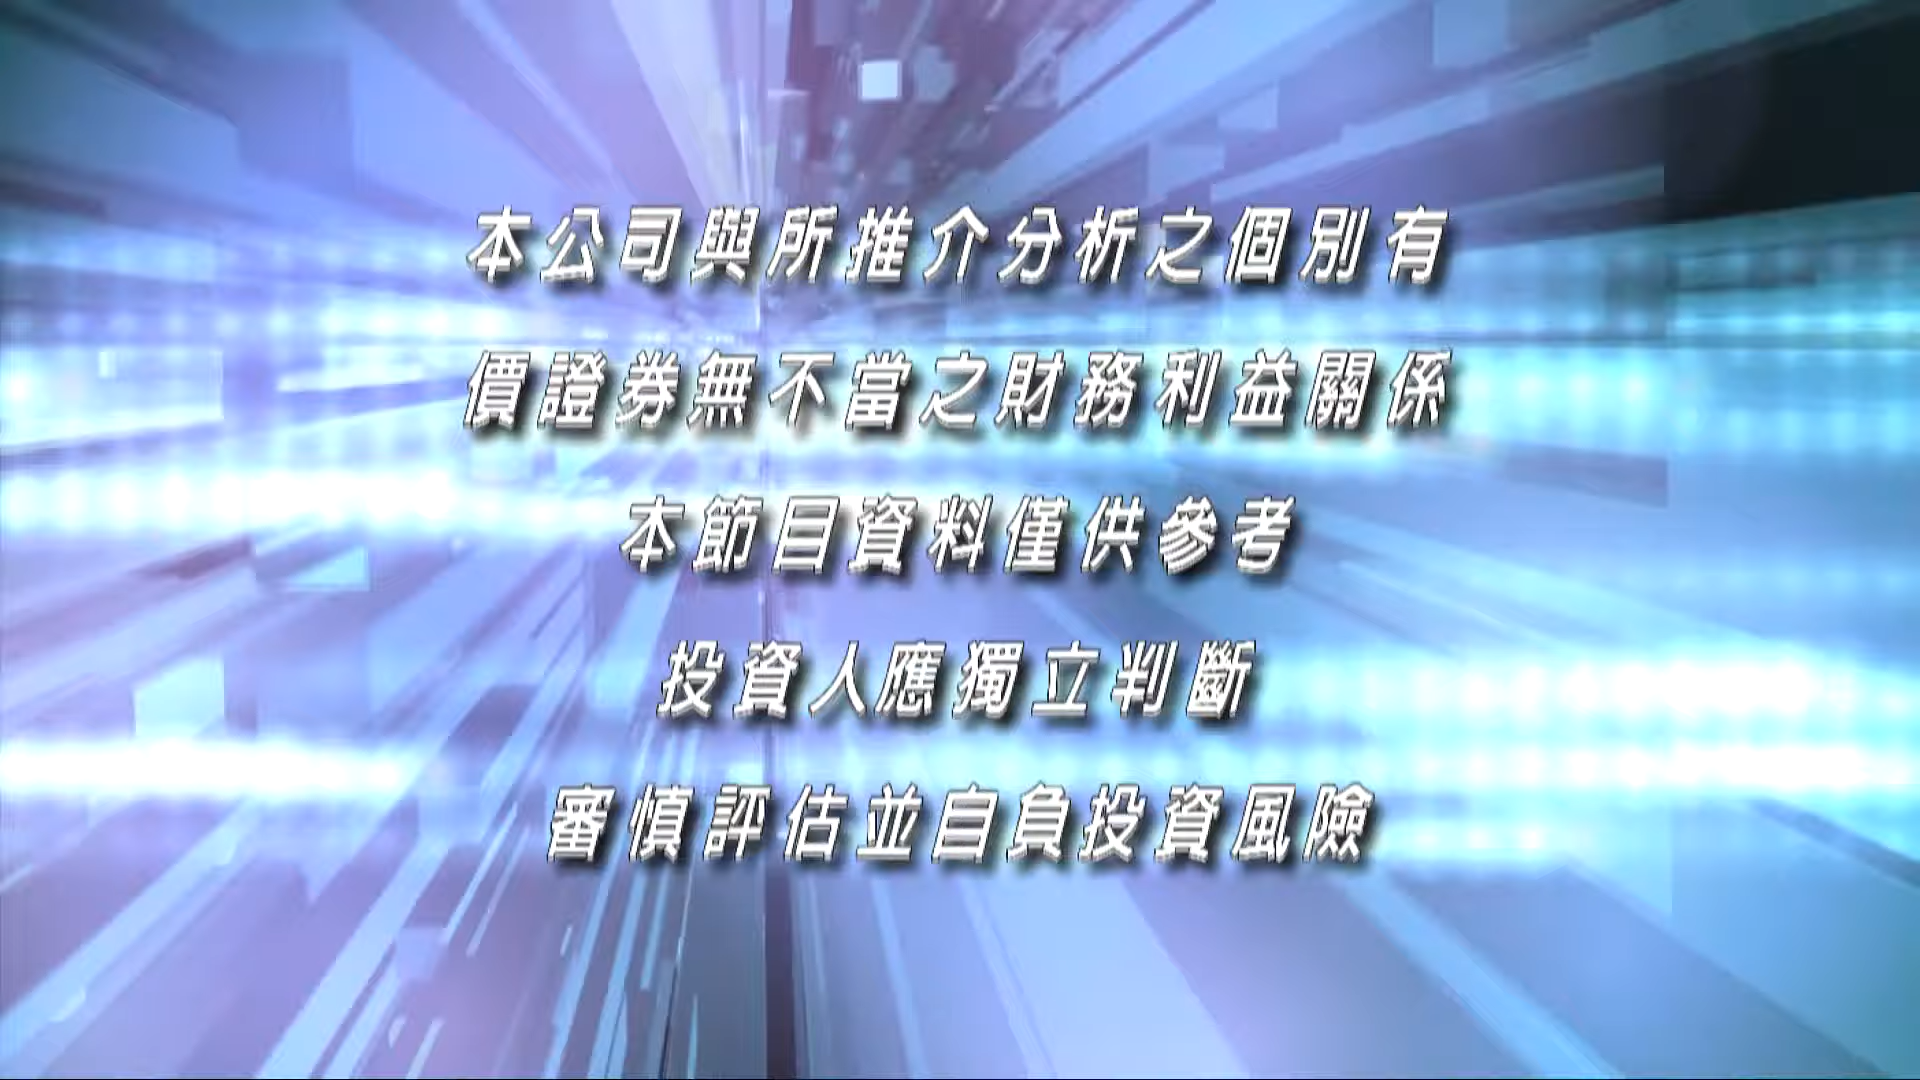 本公司與所推介分析之個別有
價證券無不當之財務利益關係
本節目資料僅供參考
投資人應獨立判斷
審慎評估並自負投資風險